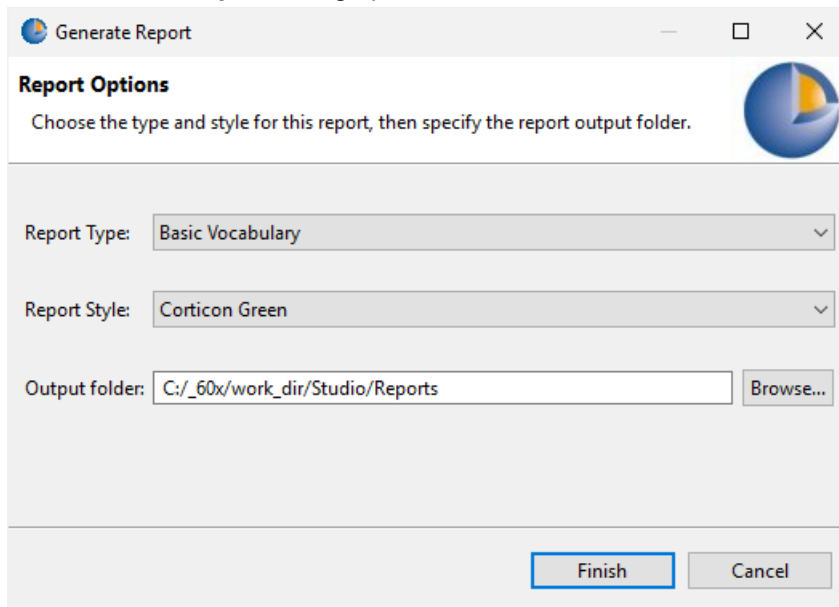 Generate Report
Report Options
Choose the type and style for this report, then specify the report output folder.
Report Type: Basic Vocabulary
Report Style: Corticon Green
Output folder: C:/_60x/work_dir/Studio/Reports Browse...
Finish Cancel